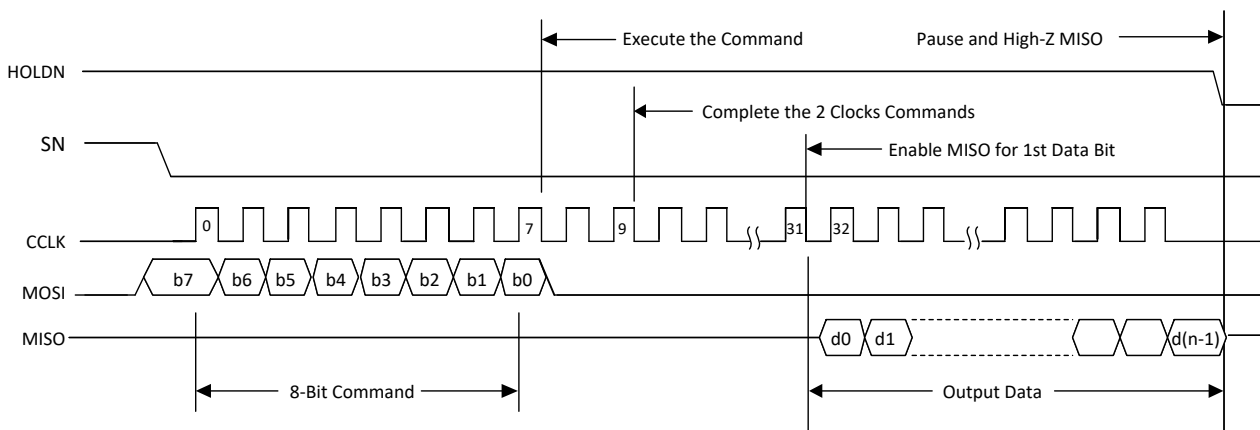 Execute the Command
Pause and High-Z MISO
HOLDN
Complete the 2 Clocks Commands
SN
Enable MISO for 1st Data Bit
CCLK
0
7
9
31
32
MOSI
b7
b6
b5
b4
b3
b2
b1
b0
MISO
d0
d1
d(n-1)
8-Bit Command
Output Data